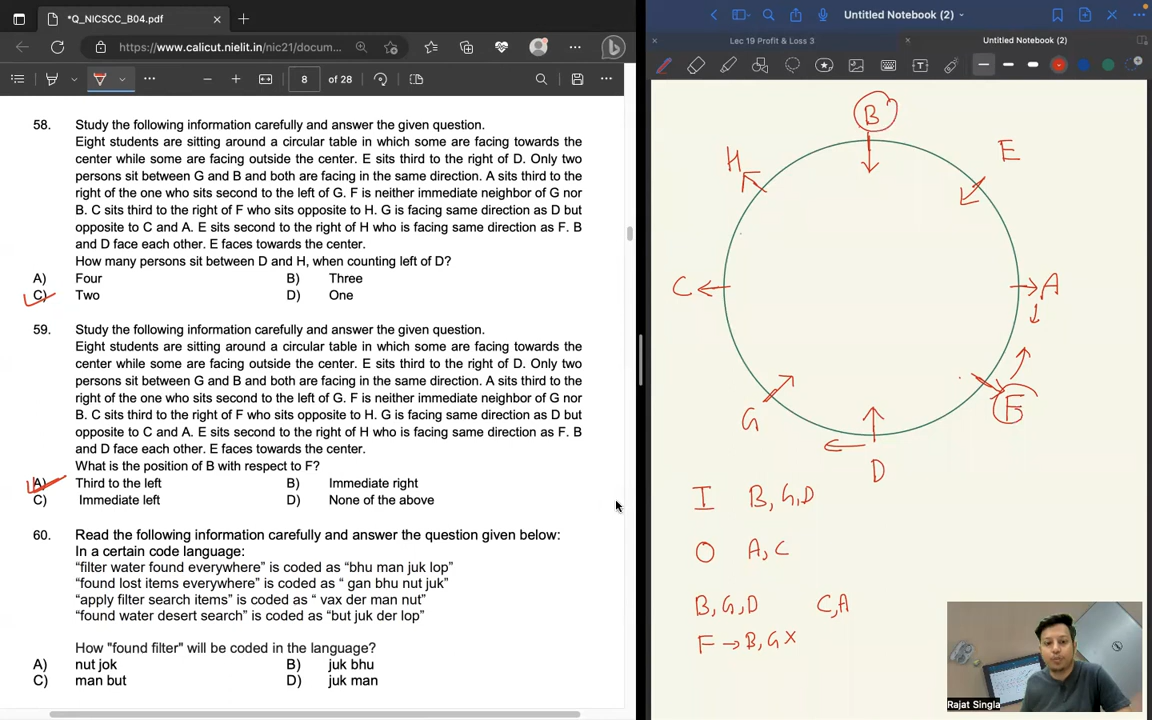 *Q_NICSCC_B04.pdf
https://www.calicut.nielit.in/nic21/docum...
8 of 28
58. Study the following information carefully and answer the given question.
Eight students are sitting around a circular table in which some are facing towards the
center while some are facing outside the center. E sits third to the right of D. Only two
persons sit between G and B and both are facing in the same direction. A sits third to the
right of the one who sits second to the left of G. F is neither immediate neighbor of G nor
B. C sits third to the right of F who sits opposite to H. G is facing same direction as D but
opposite to C and A. E sits second to the right of H who is facing same direction as F. B
and D face each other. E faces towards the center.
How many persons sit between D and H, when counting left of D?
A) Four B) Three
C) Two D) One
59. Study the following information carefully and answer the given question.
Eight students are sitting around a circular table in which some are facing towards the
center while some are facing outside the center. E sits third to the right of D. Only two
persons sit between G and B and both are facing in the same direction. A sits third to the
right of the one who sits second to the left of G. F is neither immediate neighbor of G nor
B. C sits third to the right of F who sits opposite to H. G is facing same direction as D but
opposite to C and A. E sits second to the right of H who is facing same direction as F. B
and D face each other. E faces towards the center.
What is the position of B with respect to F?
A) Third to the left B) Immediate right
C) Immediate left D) None of the above
60. Read the following information carefully and answer the question given below:
In a certain code language:
“filter water found everywhere” is coded as “bhu man juk lop”
“found lost items everywhere” is coded as “ gan bhu nut juk”
“apply filter search items” is coded as “ vax der man nut”
“found water desert search” is coded as “but juk der lop”
How "found filter" will be coded in the language?
A) nut jok B) juk bhu
C) man but D) juk man
Untitled Notebook (2)
Lec 19 Profit & Loss 3 Untitled Notebook (2)
B
H E
C A
G F
D
I B, G, D
O A, C
B, G, D C, A
F → B, G X
Rajat Singla